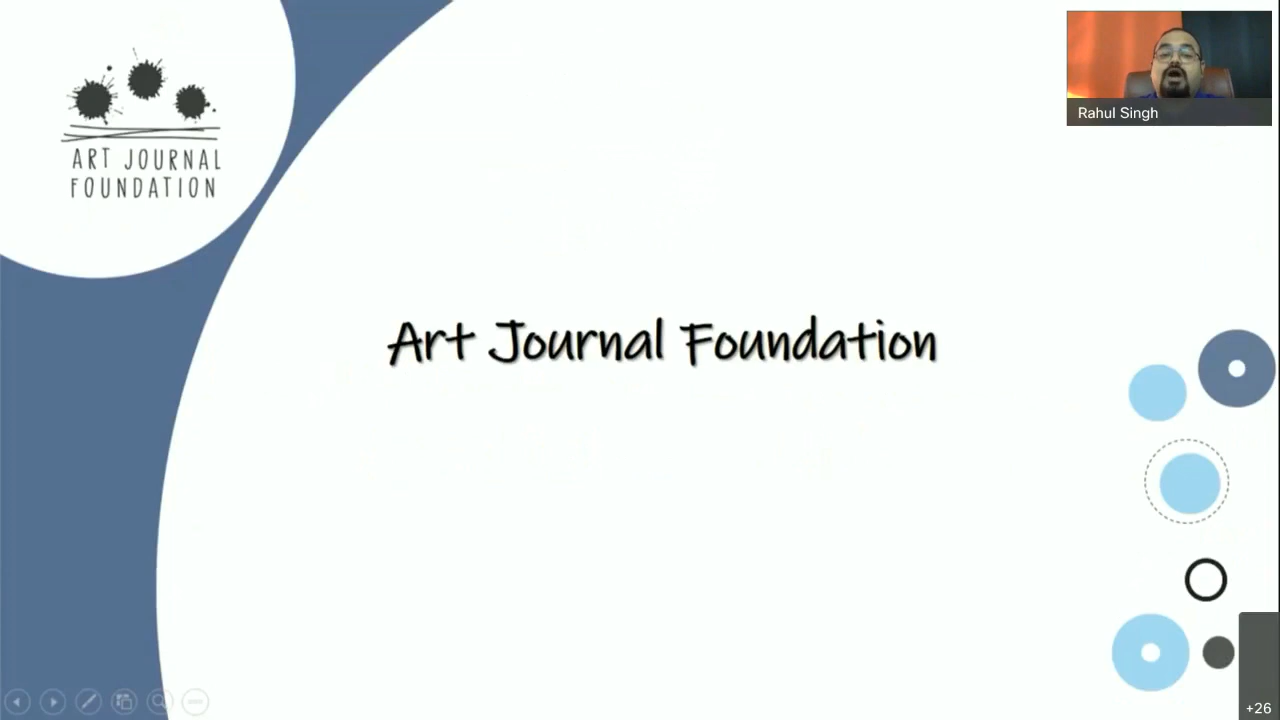 ART JOURNAL
FOUNDATION
Rahul Singh
Art Journal Foundation
+26